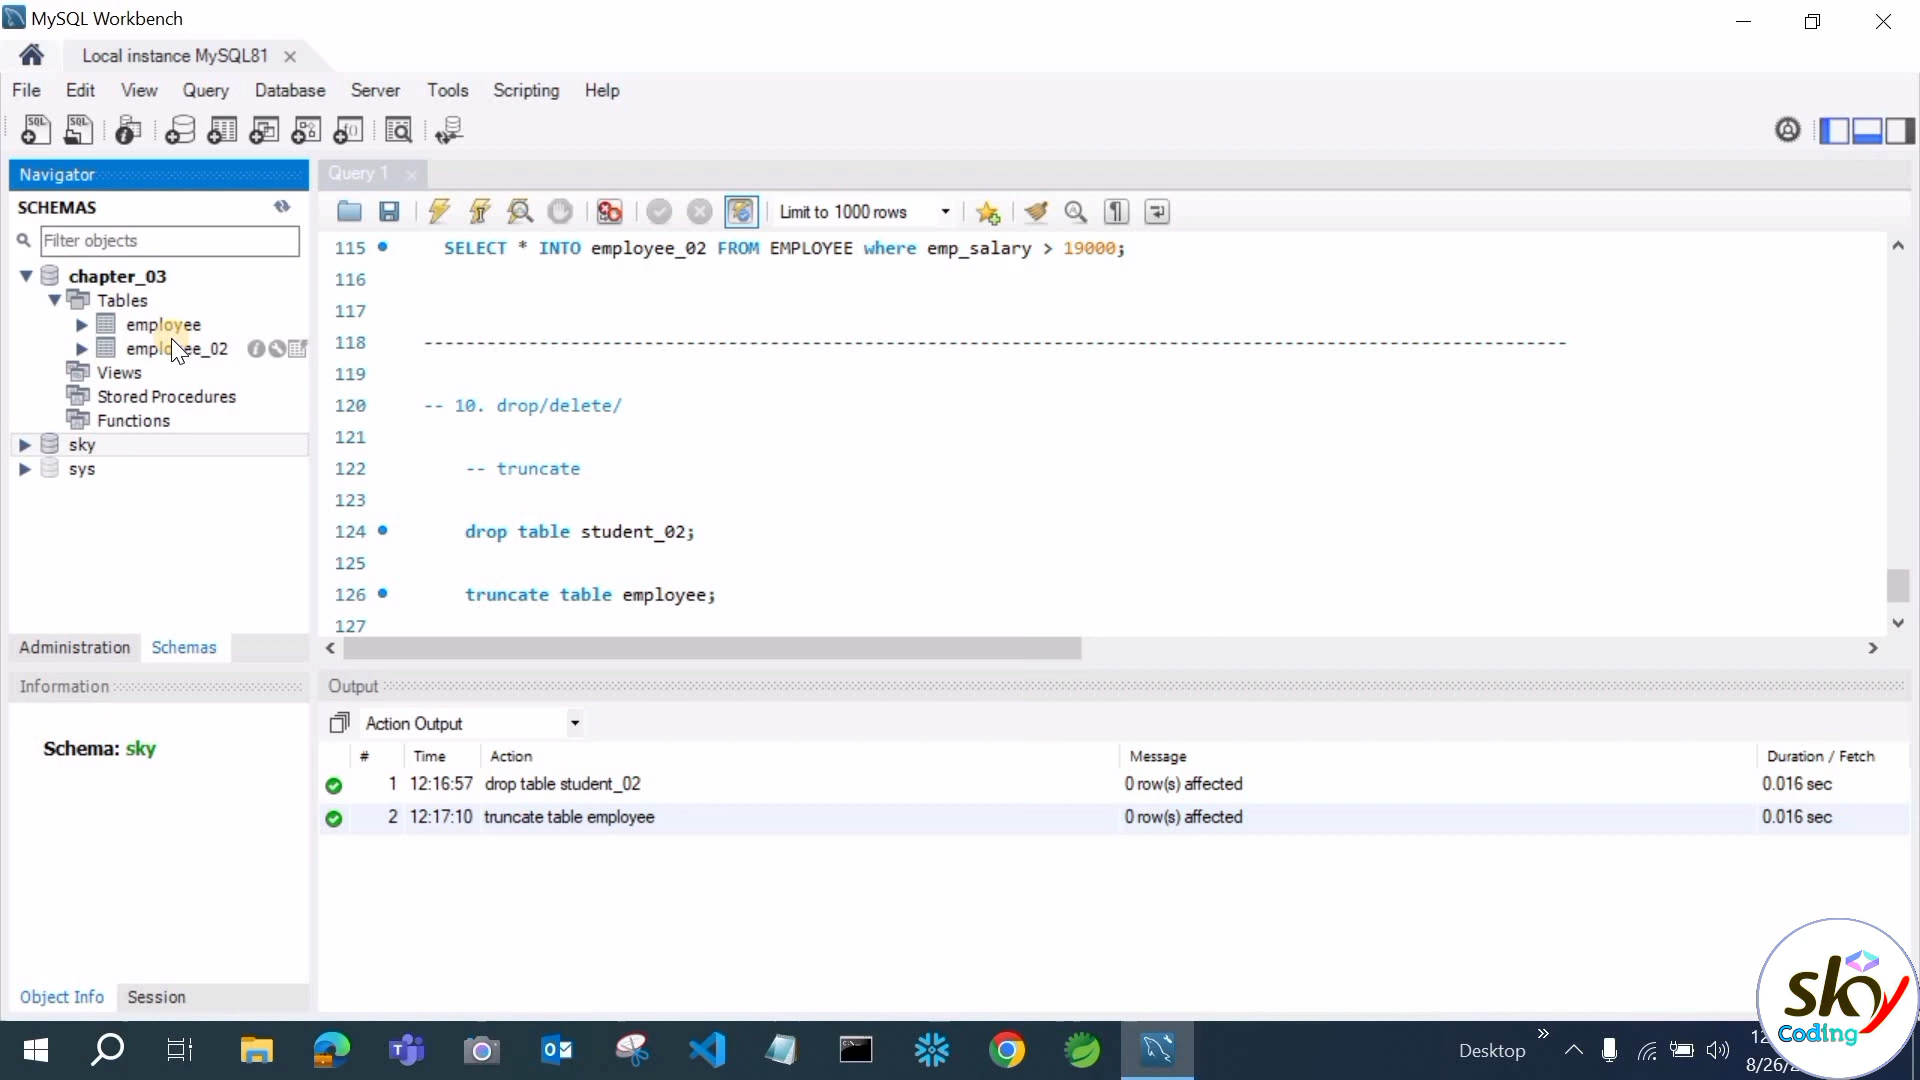 MySQL Workbench
Local instance MySQL81
File Edit View Query Database Server Tools Scripting Help
Navigator
SCHEMAS
Filter objects
chapter_03
Tables
employee
employee_02
Views
Stored Procedures
Functions
sky
sys
Administration Schemas
Information
Schema: sky
Object Info Session
Query 1
Limit to 1000 rows
115 SELECT * INTO employee_02 FROM EMPLOYEE where emp_salary > 19000;
116
117
118 --------------------------------------------------------------------------------------------------------------
119
120 -- 10. drop/delete/
121
122 -- truncate
123
124 drop table student_02;
125
126 truncate table employee;
127
Output
Action Output
# Time Action Message Duration / Fetch
1 12:16:57 drop table student_02 0 row(s) affected 0.016 sec
2 12:17:10 truncate table employee 0 row(s) affected 0.016 sec
sky
Coding
Desktop